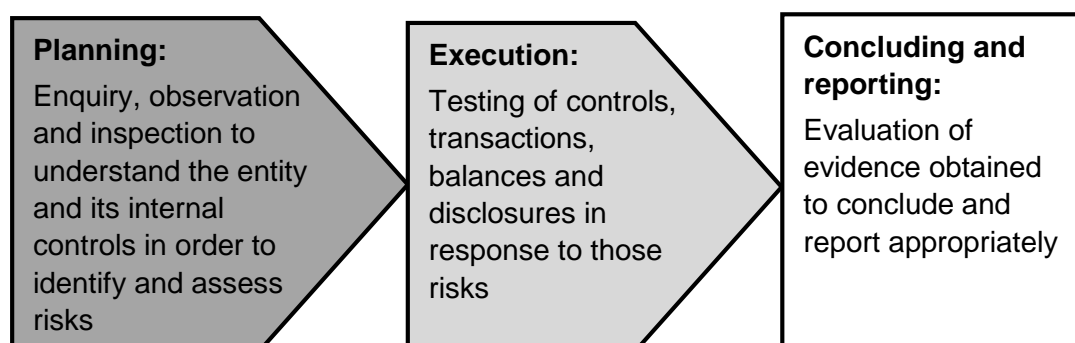 Planning:
Enquiry, observation
and inspection to
understand the entity
and its internal
controls in order to
identify and assess
risks
Execution:
Testing of controls,
transactions,
balances and
disclosures in
response to those
risks
Concluding and
reporting:
Evaluation of
evidence obtained
to conclude and
report appropriately